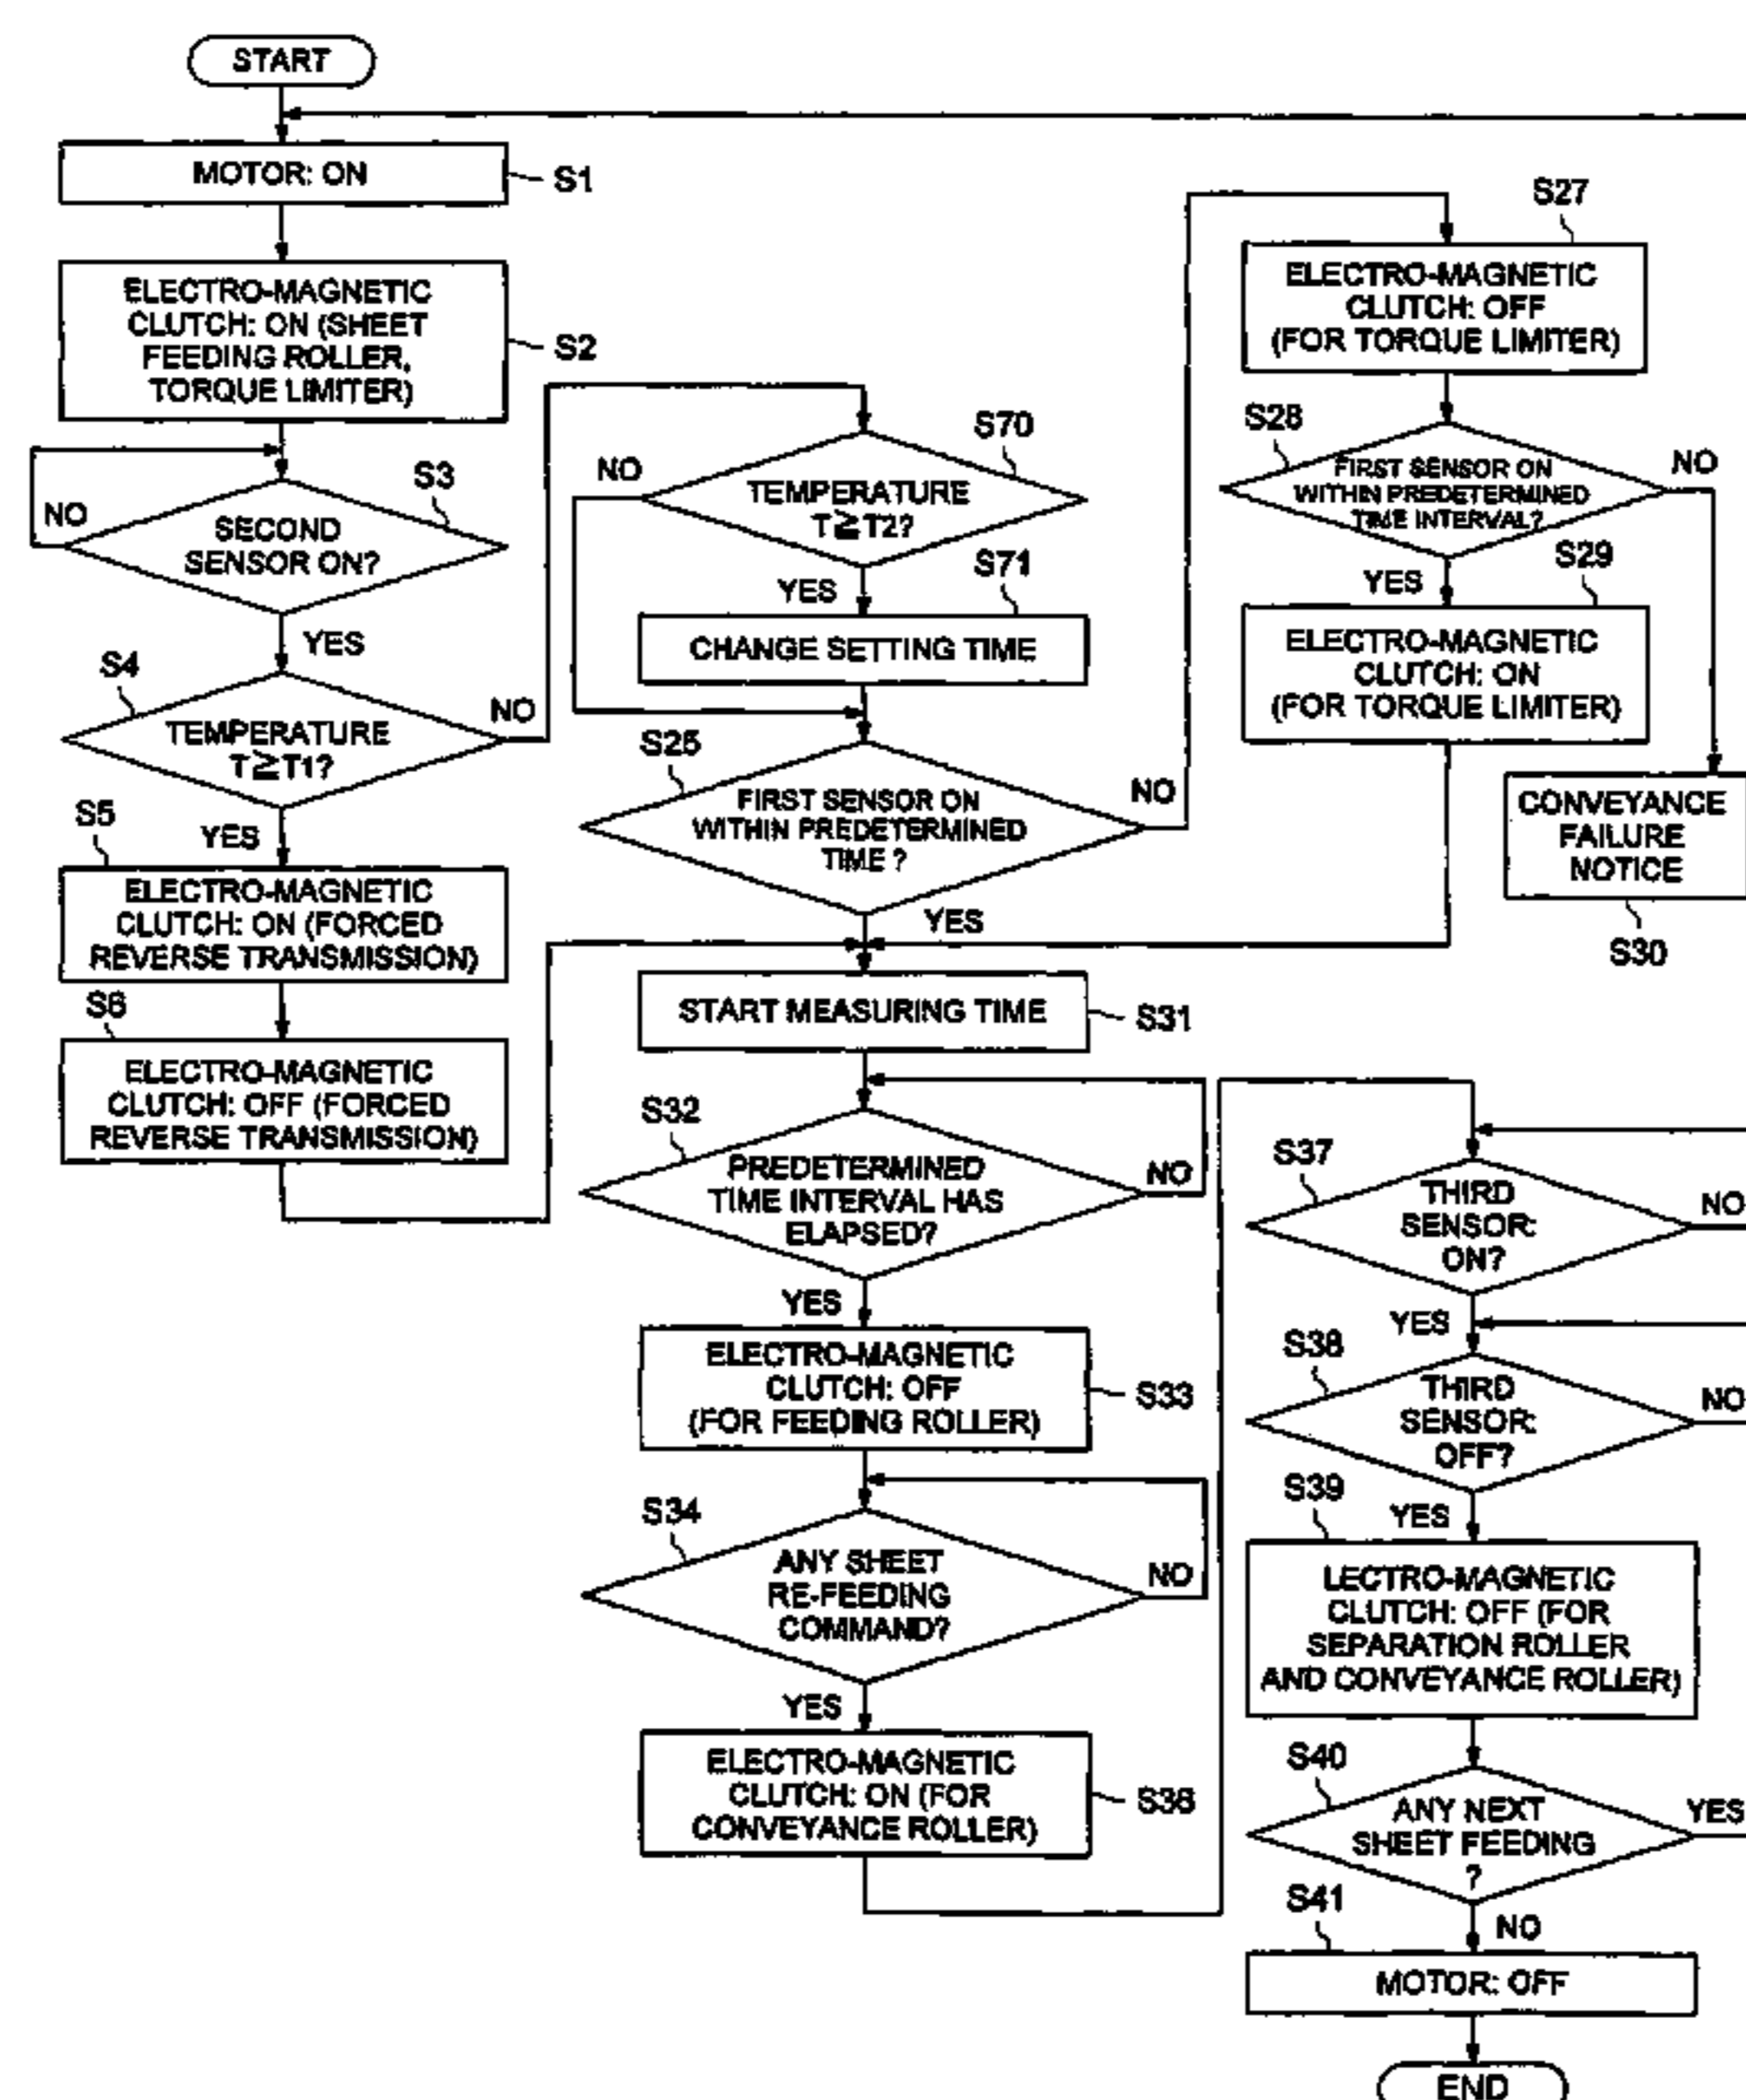 START
MOTOR: ON
S1
ELECTRO-MAGNETIC
CLUTCH: ON (SHEET
FEEDING ROLLER,
TORQUE LIMITER)
S2
S3
NO
SECOND
SENSOR ON?
YES
S4
NO
TEMPERATURE
T≧T1?
YES
S5
ELECTRO-MAGNETIC
CLUTCH: ON (FORCED
REVERSE TRANSMISSION)
S6
ELECTRO-MAGNETIC
CLUTCH: OFF (FORCED
REVERSE TRANSMISSION)
S70
NO
TEMPERATURE
T≧T2?
YES
S71
CHANGE SETTING TIME
S25
NO
FIRST SENSOR ON
WITHIN PREDETERMINED
TIME ?
YES
START MEASURING TIME
S31
S32
NO
PREDETERMINED
TIME INTERVAL HAS
ELAPSED?
YES
ELECTRO-MAGNETIC
CLUTCH: OFF
(FOR FEEDING ROLLER)
S33
S34
NO
ANY SHEET
RE-FEEDING
COMMAND?
YES
ELECTRO-MAGNETIC
CLUTCH: ON (FOR
CONVEYANCE ROLLER)
S36
S27
ELECTRO-MAGNETIC
CLUTCH: OFF
(FOR TORQUE LIMITER)
S28
NO
FIRST SENSOR ON
WITHIN PREDETERMINED
TIME INTERVAL?
YES
S29
ELECTRO-MAGNETIC
CLUTCH: ON
(FOR TORQUE LIMITER)
CONVEYANCE
FAILURE
NOTICE
S30
S37
NO
THIRD
SENSOR:
ON?
YES
S38
NO
THIRD
SENSOR:
OFF?
YES
S39
LECTRO-MAGNETIC
CLUTCH: OFF (FOR
SEPARATION ROLLER
AND CONVEYANCE ROLLER)
S40
YES
ANY NEXT
SHEET FEEDING
?
NO
S41
MOTOR: OFF
END